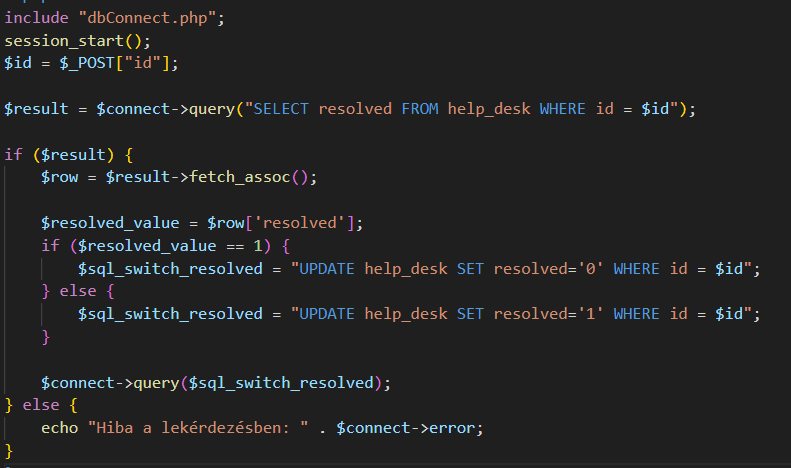 include "dbConnect.php";
session_start();
$id = $_POST["id"];
$result = $connect->query("SELECT resolved FROM help_desk WHERE id = $id");
if ($result) {
$row = $result->fetch_assoc();
$resolved_value = $row['resolved'];
if ($resolved_value == 1) {
$sql_switch_resolved = "UPDATE help_desk SET resolved='0' WHERE id = $id";
} else {
$sql_switch_resolved = "UPDATE help_desk SET resolved='1' WHERE id = $id";
}
$connect->query($sql_switch_resolved);
} else {
echo "Hiba a lekérdezésben: " . $connect->error;
}